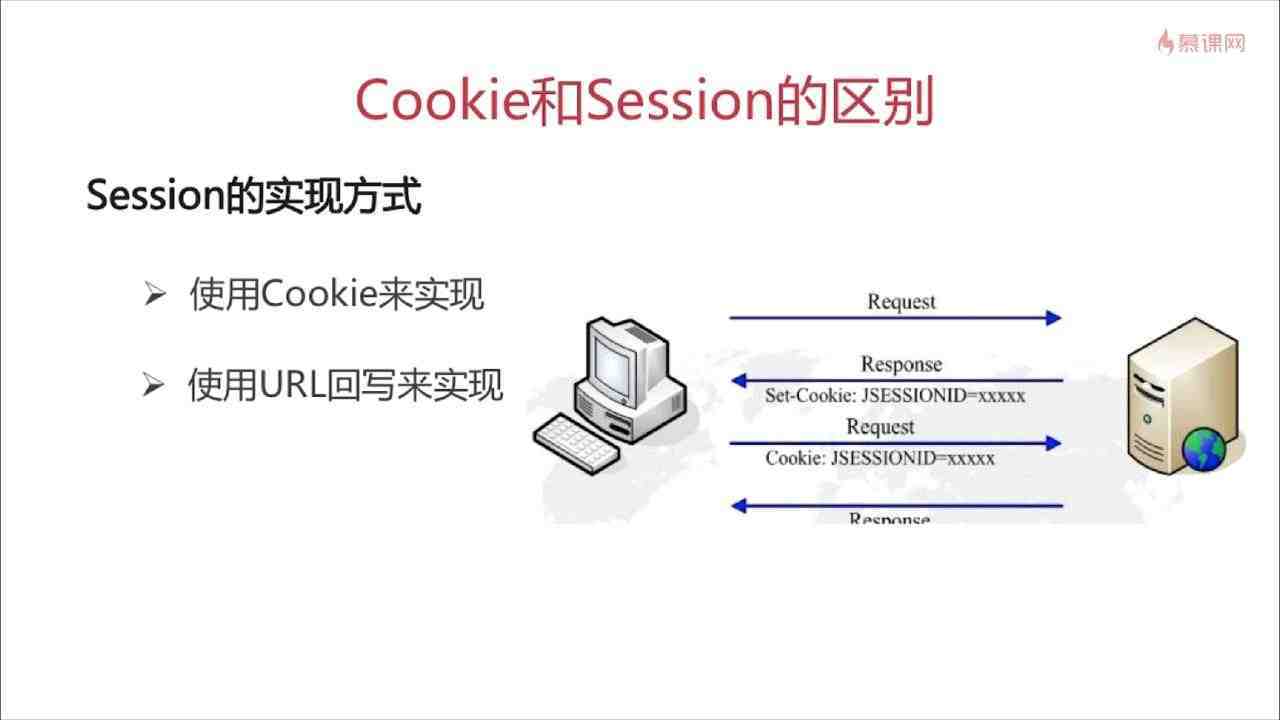 慕课网
Cookie和Session的区别
Session的实现方式
使用Cookie来实现
使用URL回写来实现
Request
Response
Set-Cookie: JSESSIONID=xxxxx
Request
Cookie: JSESSIONID=xxxxx
Response